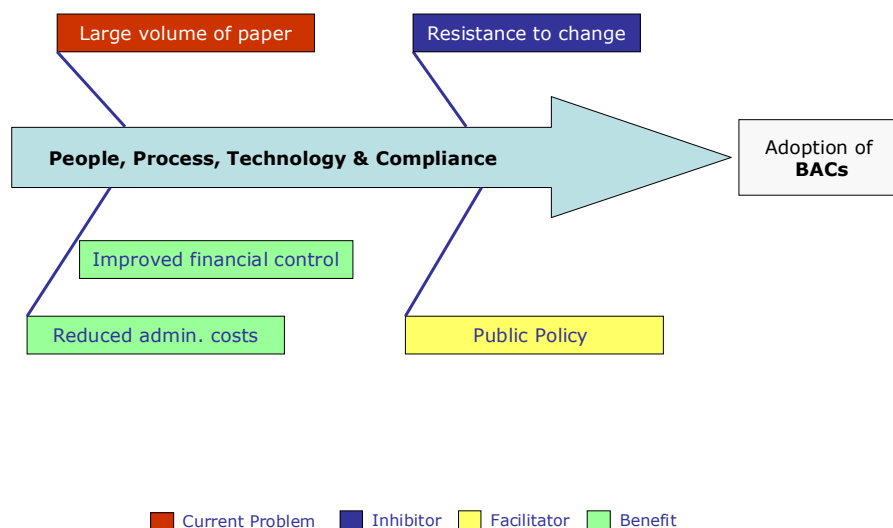 Large volume of paper
Resistance to change
People, Process, Technology & Compliance
Adoption of
BACs
Improved financial control
Reduced admin. costs
Public Policy
Current Problem
Inhibitor
Facilitator
Benefit